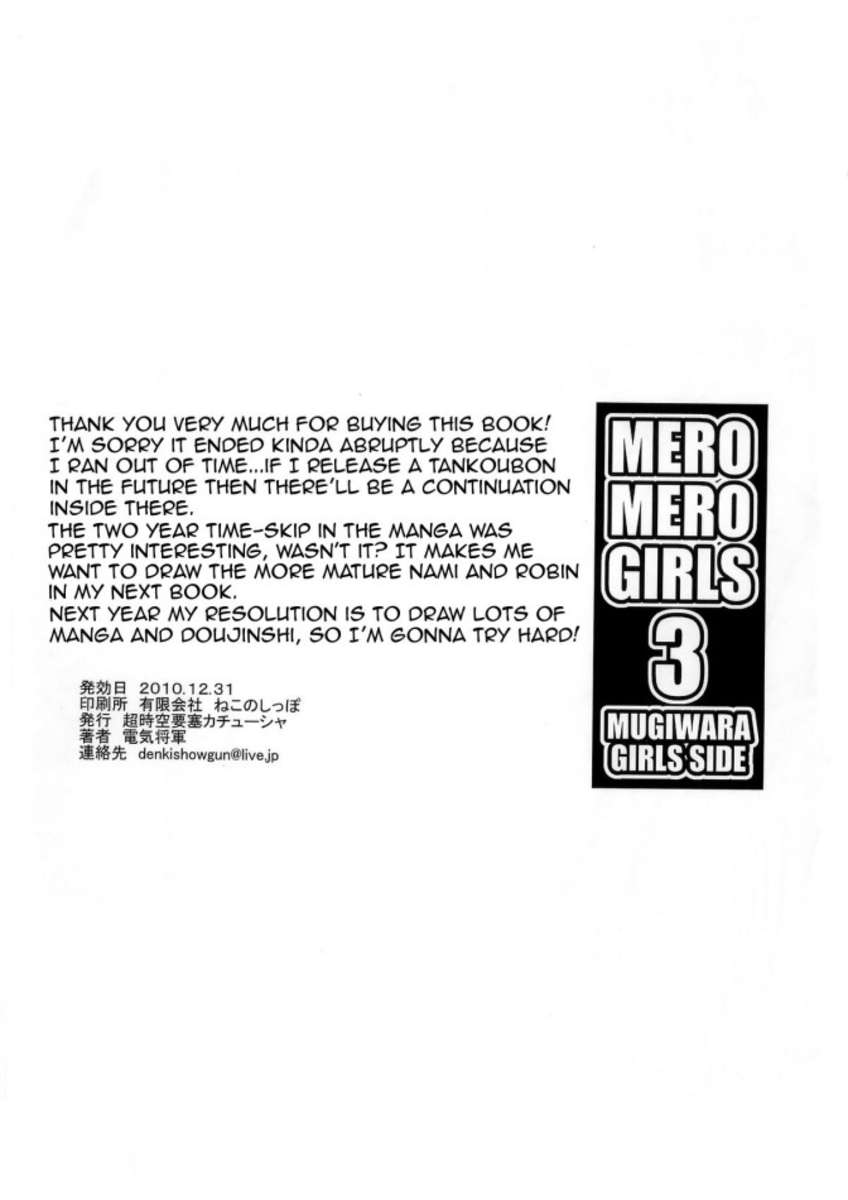 THANK YOU VERY MUCH FOR BUYING THIS BOOK!
I'M SORRY IT ENDED KINDA ABRUPTLY BECAUSE
I RAN OUT OF TIME...IF I RELEASE A TANKOUBON
IN THE FUTURE THEN THERE'LL BE A CONTINUATION
INSIDE THERE.
THE TWO YEAR TIME-SKIP IN THE MANGA WAS
PRETTY INTERESTING, WASN'T IT? IT MAKES ME
WANT TO DRAW THE MORE MATURE NAMI AND ROBIN
IN MY NEXT BOOK.
NEXT YEAR MY RESOLUTION IS TO DRAW LOTS OF
MANGA AND DOUJINSHI, SO I'M GONNA TRY HARD!
発効日 2010.12.31
印刷所 有限会社 ねこのしっぽ
発行 超時空要塞カチューシャ
著者 電気将軍
連絡先 denkishowgun@live.jp
MERO
MERO
GIRLS
3
MUGIWARA
GIRLS SIDE